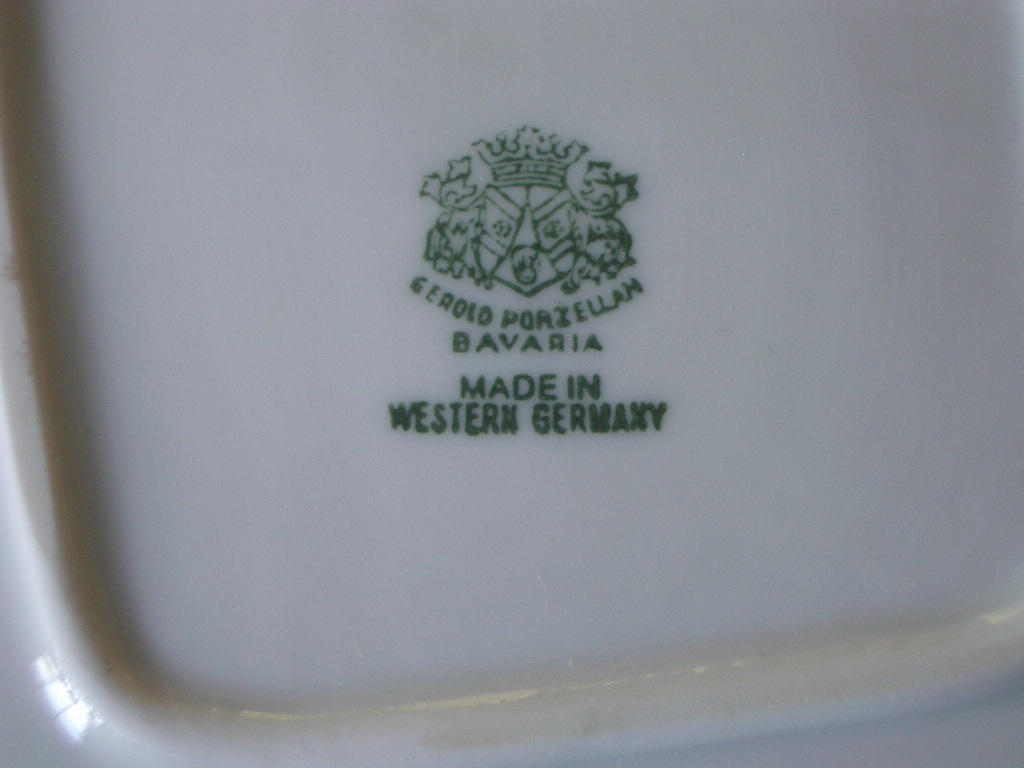 GEROLD PORZELLAN
BAVARIA
MADE IN
WESTERN GERMANY